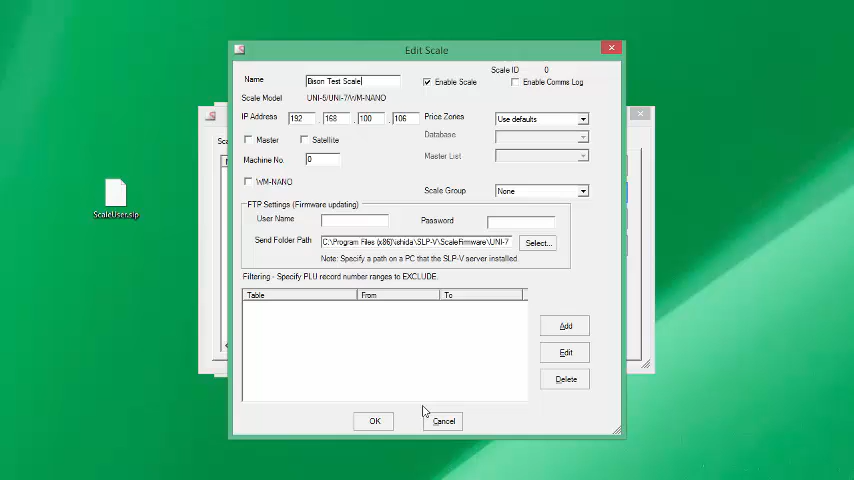 Edit Scale
Scale ID 0
Name Bison Test Scale Enable Scale Enable Comms Log
Scale Model UNI-5/UNI-7/WM-NANO
IP Address 192 . 168 . 100 . 106 Price Zones Use defaults
Master Satellite Database
Machine No. 0 Master List
WM-NANO
Scale Group None
FTP Settings (Firmware updating)
User Name Password
Send Folder Path C:\Program Files (x86)\Ishida\SLP-V\ScaleFirmware\UNI-7 Select...
Note: Specify a path on a PC that the SLP-V server installed.
Filtering - Specify PLU record number ranges to EXCLUDE.
Table From To
Add
Edit
Delete
OK Cancel
ScaleUser.sip